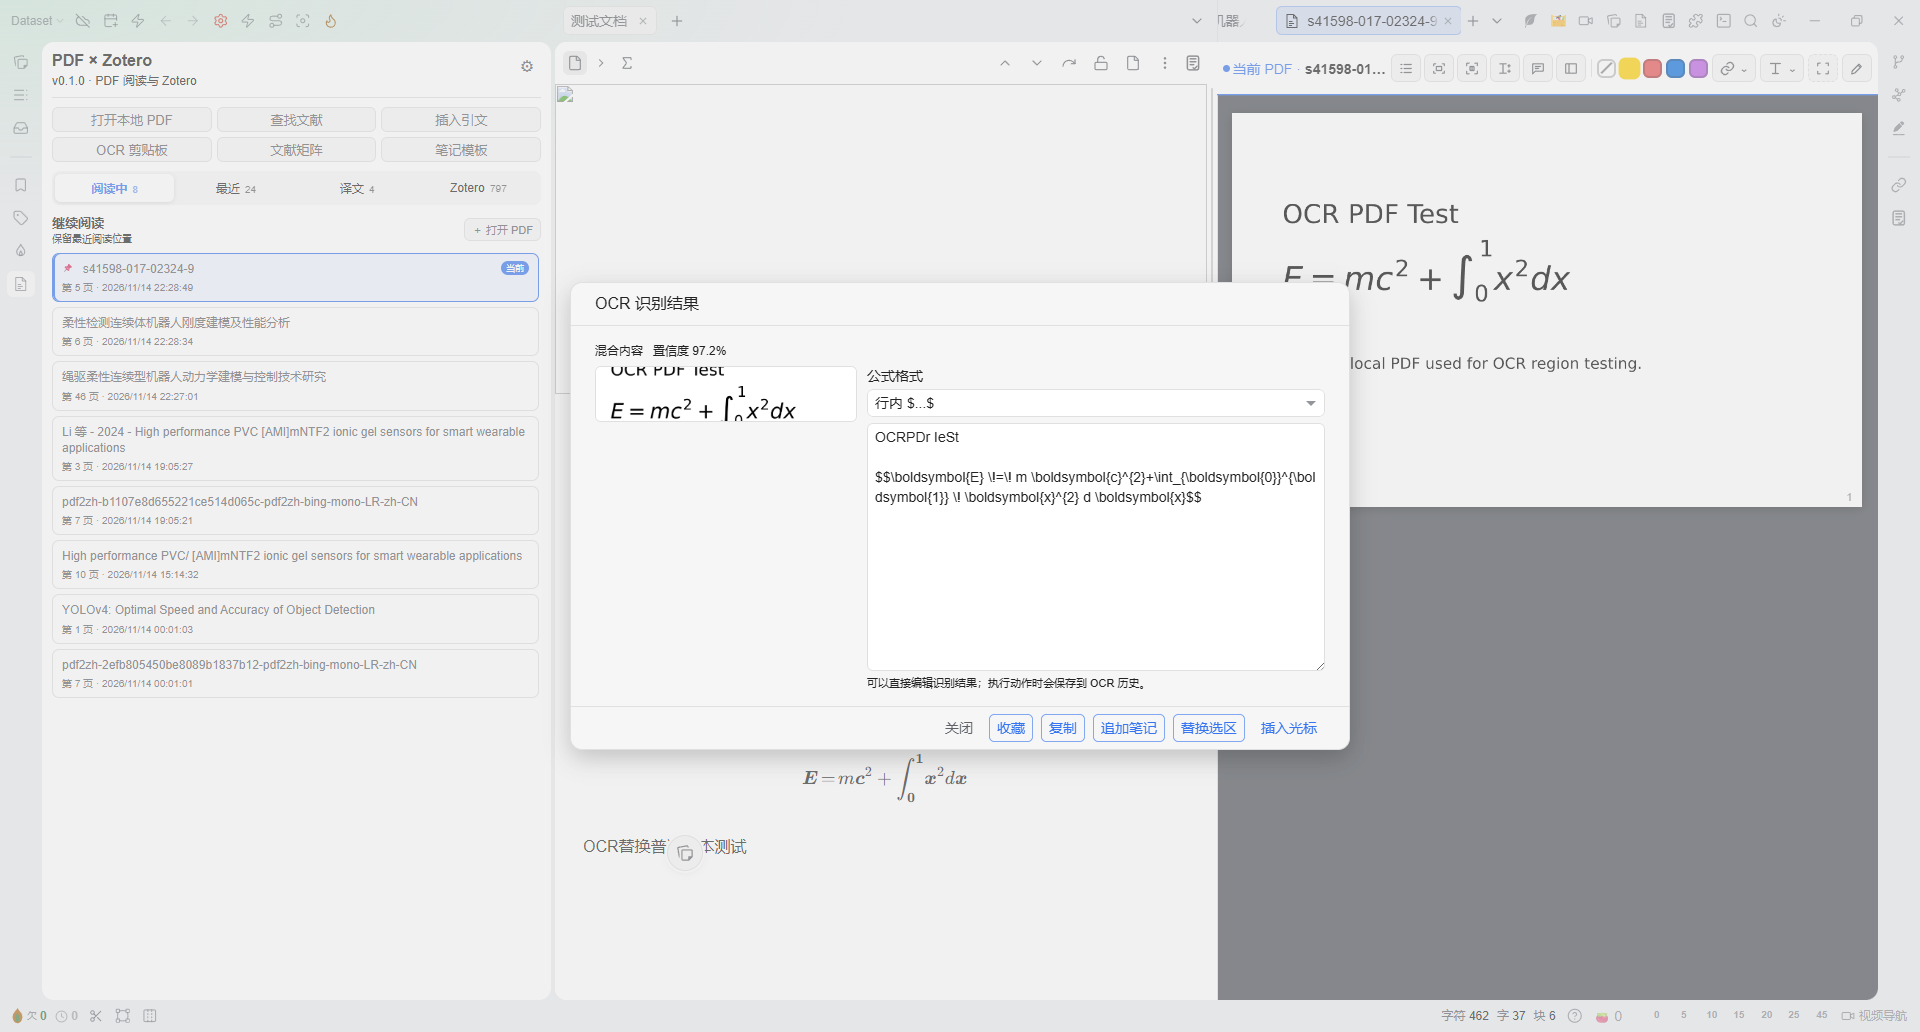 Dataset
测试文档
几器.
s41598-017-02324-9
PDF × Zotero
v0.1.0 · PDF 阅读与 Zotero
打开本地 PDF
查找文献
插入引文
OCR 剪贴板
文献矩阵
笔记模板
阅读中 8
最近 24
译文 4
Zotero 797
继续阅读
保留最近阅读位置
+ 打开 PDF
s41598-017-02324-9
当前
第 5 页 · 2026/11/14 22:28:49
柔性检测连续体机器人刚度建模及性能分析
第 6 页 · 2026/11/14 22:28:34
绳驱柔性连续型机器人动力学建模与控制技术研究
第 46 页 · 2026/11/14 22:27:01
Li 等 - 2024 - High performance PVC [AMI]mNTF2 ionic gel sensors for smart wearable
applications
第 3 页 · 2026/11/14 19:05:27
pdf2zh-b1107e8d655221ce514d065c-pdf2zh-bing-mono-LR-zh-CN
第 7 页 · 2026/11/14 19:05:21
High performance PVC/ [AMI]mNTF2 ionic gel sensors for smart wearable applications
第 10 页 · 2026/11/14 15:14:32
YOLOv4: Optimal Speed and Accuracy of Object Detection
第 1 页 · 2026/11/14 00:01:03
pdf2zh-2efb805450be8089b1837b12-pdf2zh-bing-mono-LR-zh-CN
第 7 页 · 2026/11/14 00:01:01
当前 PDF · s41598-01...
OCR PDF Test
E = mc² + ∫₀¹ x²dx
local PDF used for OCR region testing.
1
OCR 识别结果
混合内容 置信度 97.2%
OCR PDF Test
E = mc² + ∫₀¹ x²dx
公式格式
行内 $...$
OCRPDr IeSt
$$\boldsymbol{E} \!=\! m \boldsymbol{c}^{2}+\int_{\boldsymbol{0}}^{\bol
dsymbol{1}} \! \boldsymbol{x}^{2} d \boldsymbol{x}$$
可以直接编辑识别结果；执行动作时会保存到 OCR 历史。
关闭
收藏
复制
追加笔记
替换选区
插入光标
E = mc² + ∫₀¹ x²dx
OCR替换普 本测试
欠 0
0
字符 462 字 37 块 6
0
0 5 10 15 20 25 45
视频导航